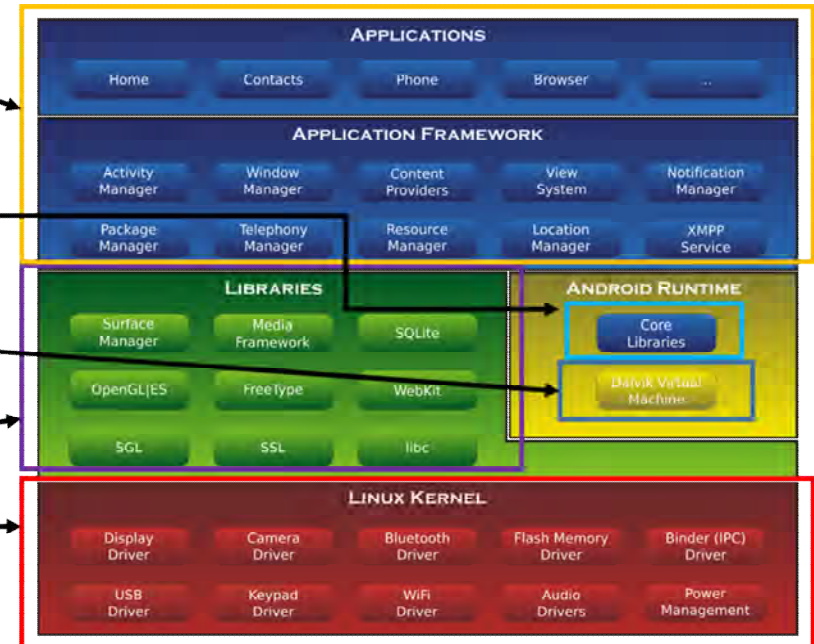 APPLICATIONS
Home Contacts Phone Browser ...
APPLICATION FRAMEWORK
Activity Manager
Window Manager
Content Providers
View System
Notification Manager
Package Manager
Telephony Manager
Resource Manager
Location Manager
XMPP Service
LIBRARIES
Surface Manager
Media Framework
SQLite
OpenGL|ES
FreeType
WebKit
SGL
SSL
libc
ANDROID RUNTIME
Core Libraries
Dalvik Virtual Machine
LINUX KERNEL
Display Driver
Camera Driver
Bluetooth Driver
Flash Memory Driver
Binder (IPC) Driver
USB Driver
Keypad Driver
WiFi Driver
Audio Drivers
Power Management